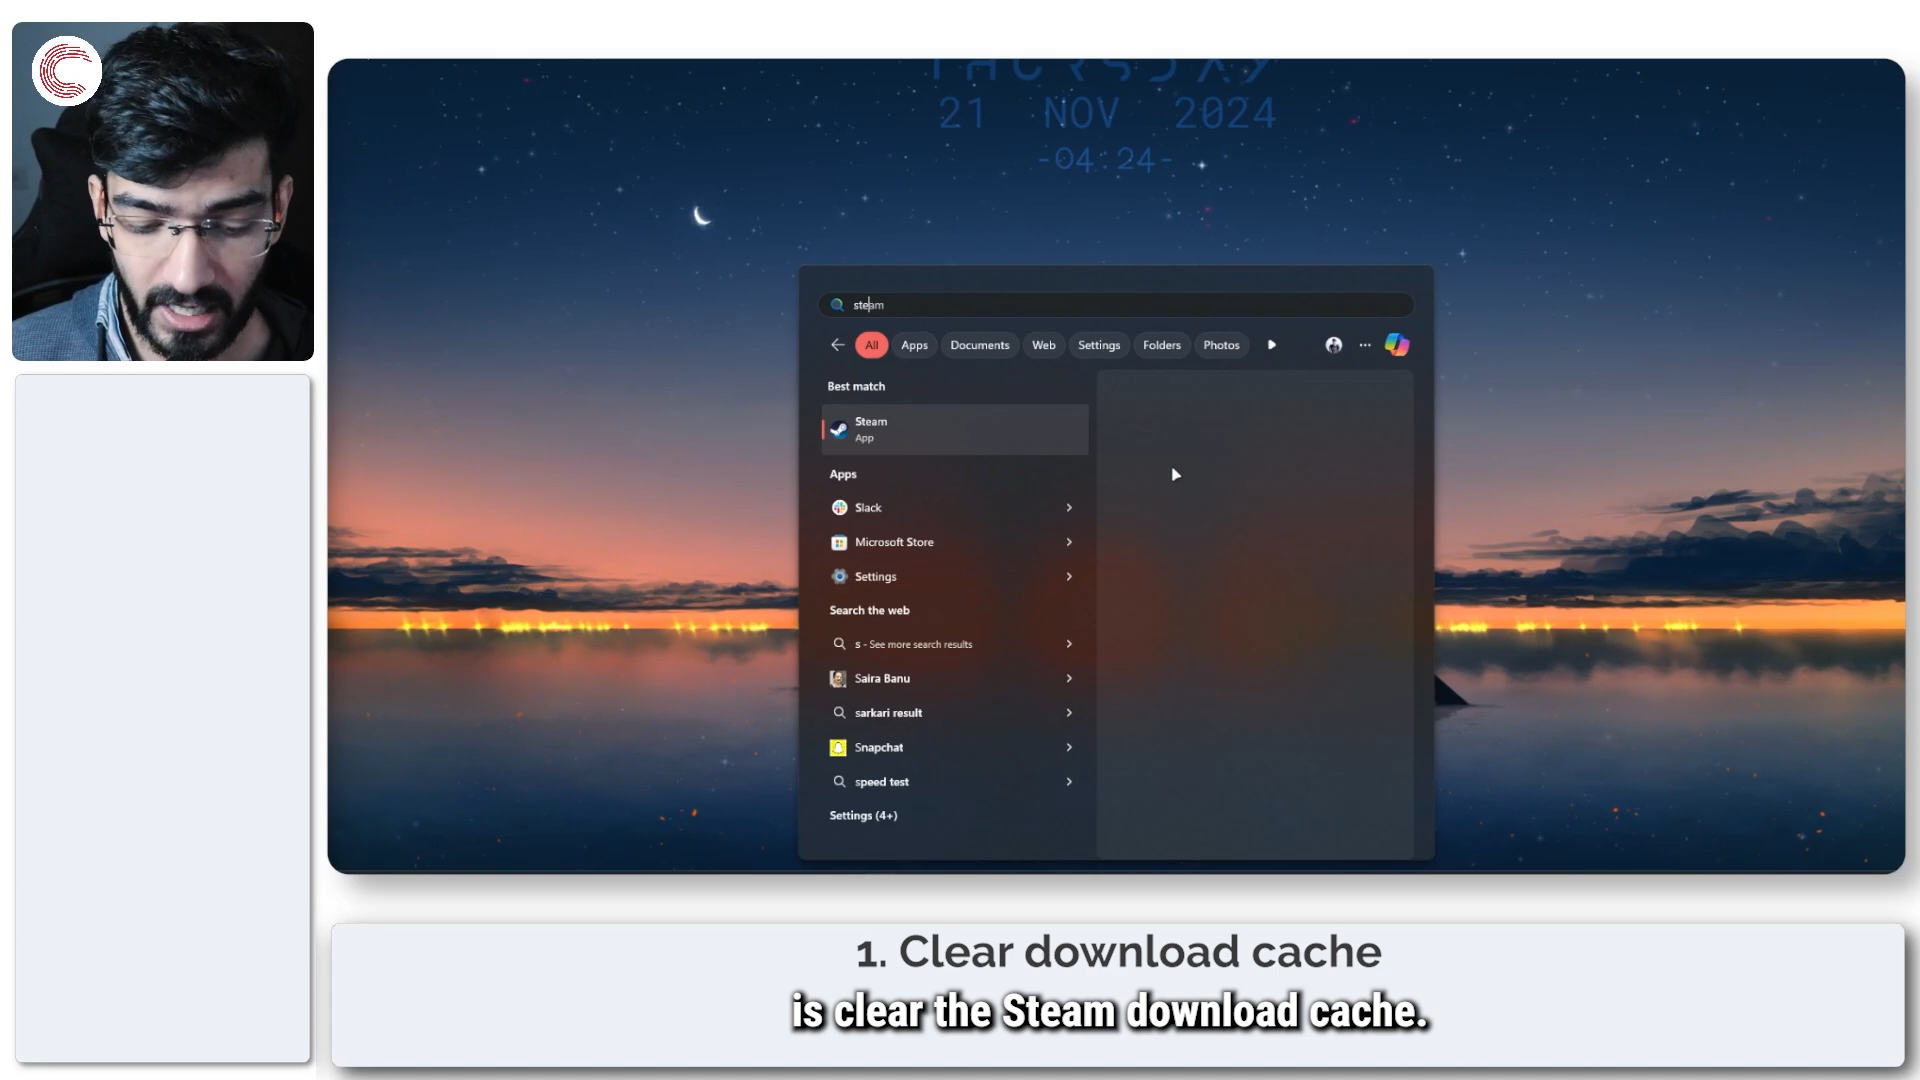 THURSDAY
21 NOV 2024
-04:24-
steam
All Apps Documents Web Settings Folders Photos
Best match
Steam
App
Apps
Slack
Microsoft Store
Settings
Search the web
s - See more search results
Saira Banu
sarkari result
Snapchat
speed test
Settings (4+)
1. Clear download cache
is clear the Steam download cache.